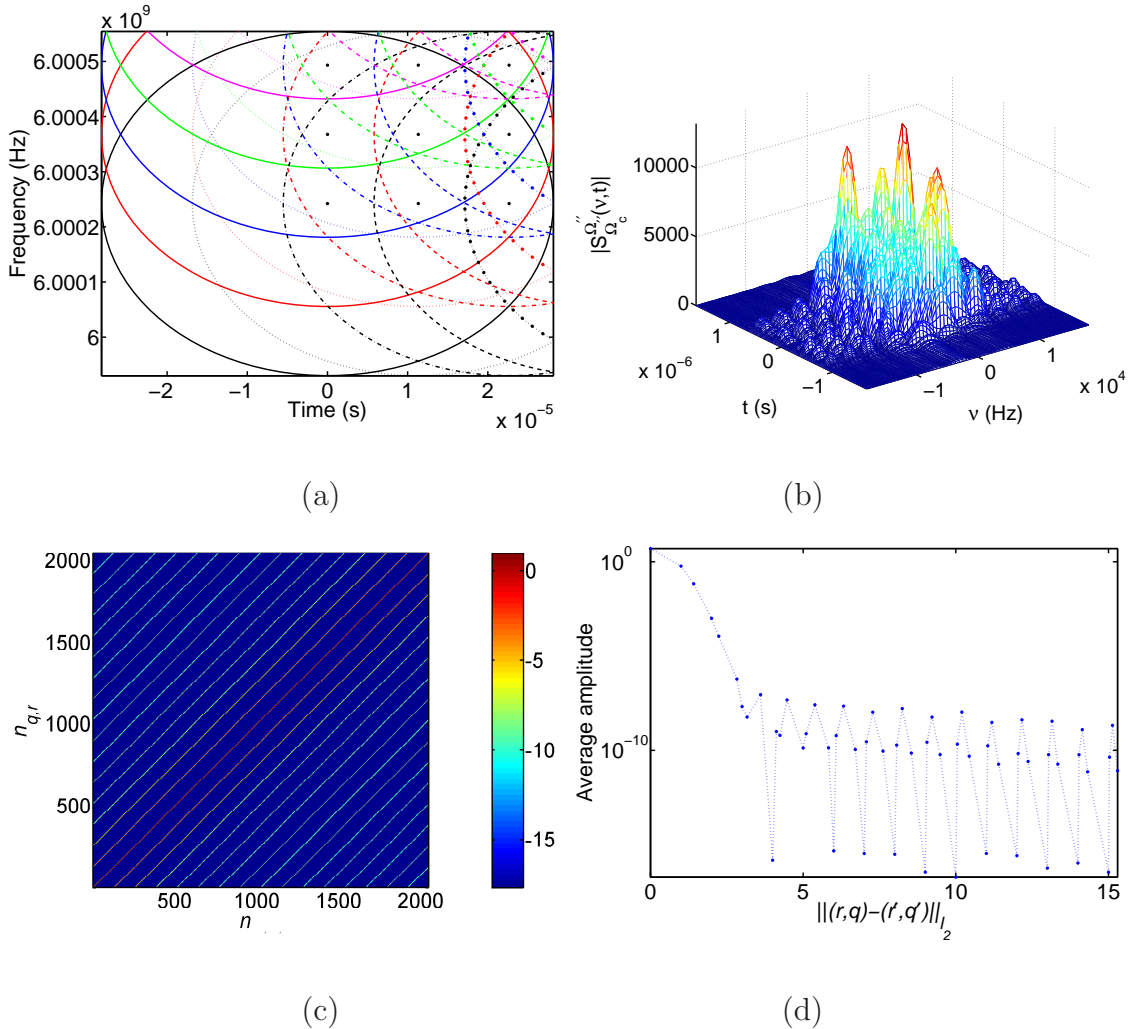 x 10^9
6.0005
6.0004
6.0003
6.0002
6.0001
6
Frequency (Hz)
−2 −1 0 1 2
Time (s)
x 10^−5
(a)
10000
5000
0
|S_Ω_c^Ω''(ν,t)|
1 0 −1
x 10^−6
t (s)
−1 0 1
x 10^4
ν (Hz)
(b)
2000
1500
1000
500
n_q,r
500 1000 1500 2000
n
0
-5
-10
-15
(c)
10^0
10^−10
Average amplitude
0 5 10 15
||(r,q)−(r',q')||_l_2
(d)